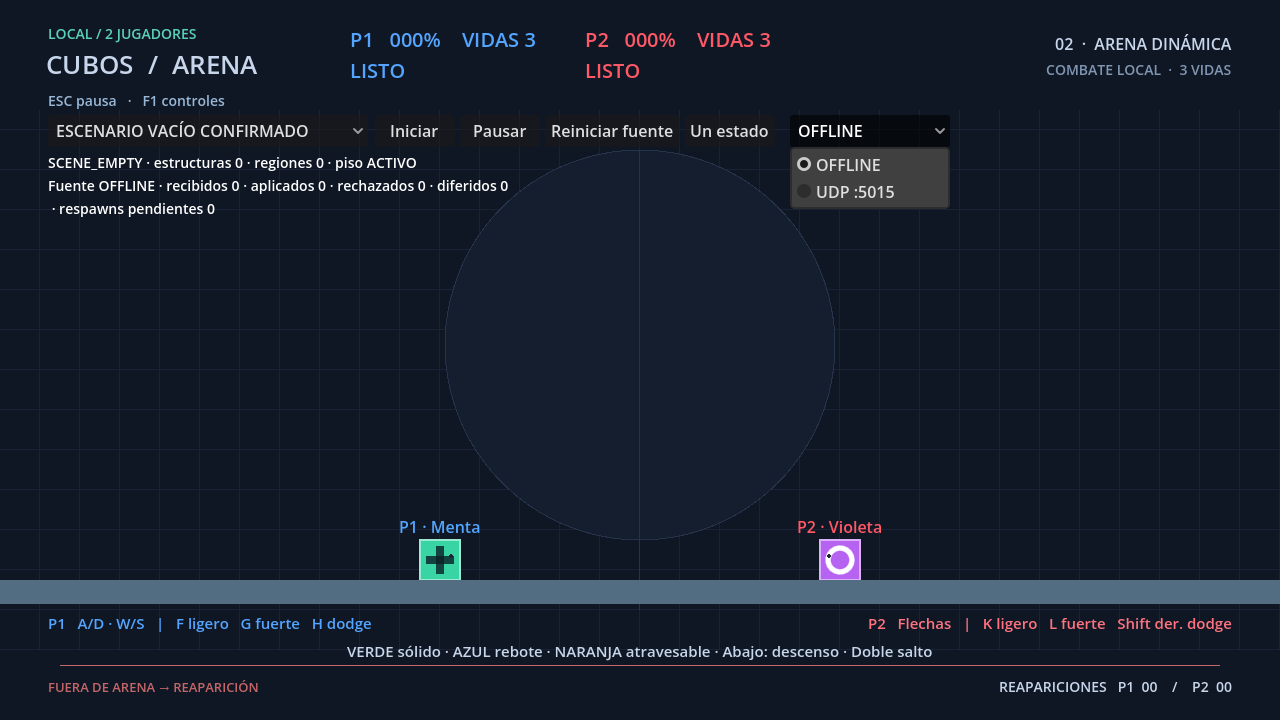 LOCAL / 2 JUGADORES
CUBOS / ARENA
ESC pausa · F1 controles
P1 000% VIDAS 3
LISTO
P2 000% VIDAS 3
LISTO
02 · ARENA DINÁMICA
COMBATE LOCAL · 3 VIDAS
ESCENARIO VACÍO CONFIRMADO
Iniciar
Pausar
Reiniciar fuente
Un estado
OFFLINE
OFFLINE
UDP :5015
SCENE_EMPTY · estructuras 0 · regiones 0 · piso ACTIVO
Fuente OFFLINE · recibidos 0 · aplicados 0 · rechazados 0 · diferidos 0
· respawns pendientes 0
P1 · Menta
P2 · Violeta
P1 A/D · W/S | F ligero G fuerte H dodge
P2 Flechas | K ligero L fuerte Shift der. dodge
VERDE sólido · AZUL rebote · NARANJA atravesable · Abajo: descenso · Doble salto
FUERA DE ARENA → REAPARICIÓN
REAPARICIONES P1 00 / P2 00